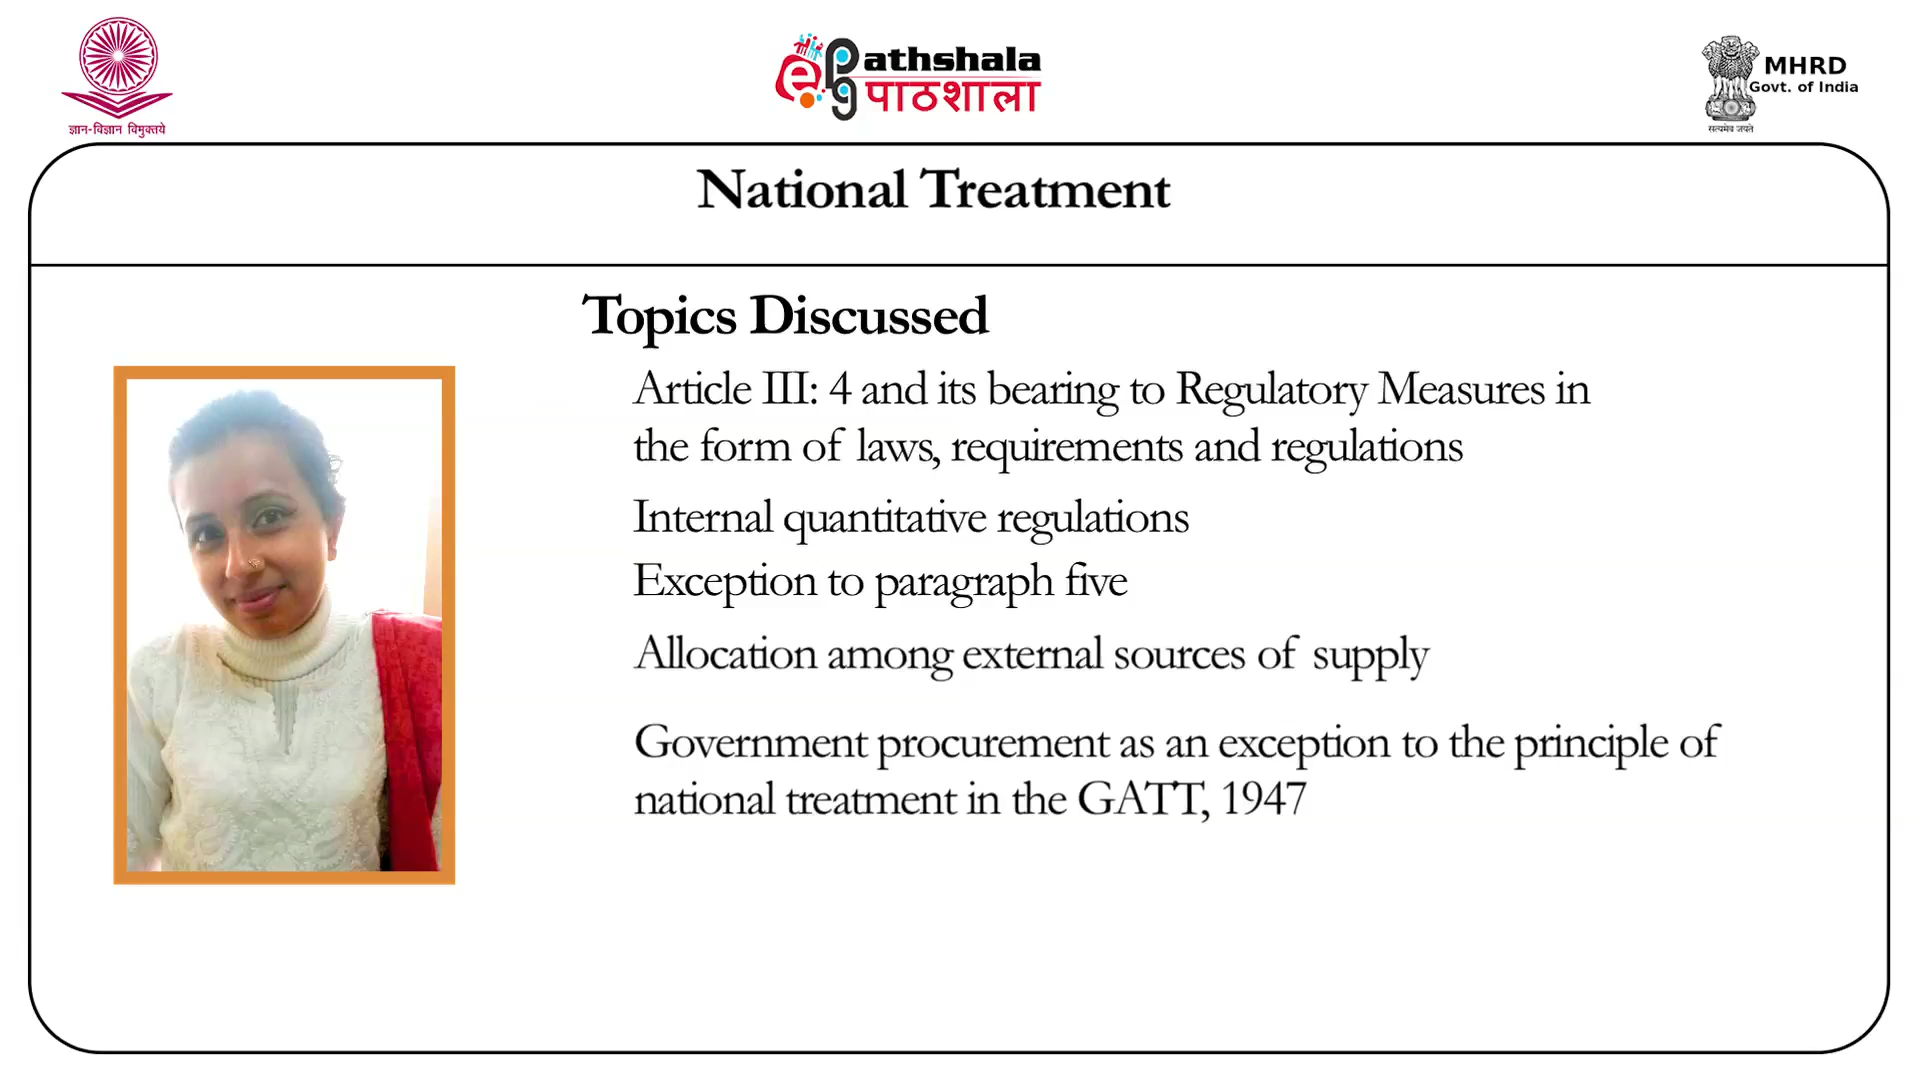 ज्ञान-विज्ञान विमुक्तये
ePG Pathshala
पाठशाला
MHRD
Govt. of India
सत्यमेव जयते
National Treatment
Topics Discussed
Article III: 4 and its bearing to Regulatory Measures in
the form of laws, requirements and regulations
Internal quantitative regulations
Exception to paragraph five
Allocation among external sources of supply
Government procurement as an exception to the principle of
national treatment in the GATT, 1947